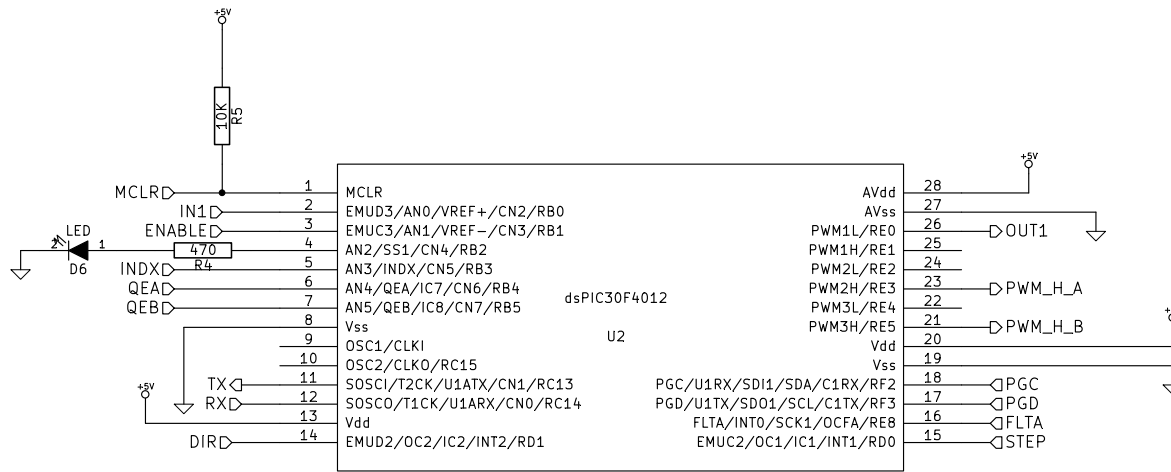 +5V
10K
R5
+5V
MCLR 1 MCLR AVdd 28
IN1 2 EMUD3/AN0/VREF+/CN2/RB0 AVss 27
ENABLE 3 EMUC3/AN1/VREF-/CN3/RB1 PWM1L/RE0 26 OUT1
LED
2 1 470 4 AN2/SS1/CN4/RB2 PWM1H/RE1 25
D6 R4
INDX 5 AN3/INDX/CN5/RB3 PWM2L/RE2 24
QEA 6 AN4/QEA/IC7/CN6/RB4 PWM2H/RE3 23 PWM_H_A
dsPIC30F4012
QEB 7 AN5/QEB/IC8/CN7/RB5 PWM3L/RE4 22
8 Vss PWM3H/RE5 21 PWM_H_B
U2
9 OSC1/CLKI Vdd 20
10 OSC2/CLKO/RC15 Vss 19
TX 11 SOSCI/T2CK/U1ATX/CN1/RC13 PGC/U1RX/SDI1/SDA/C1RX/RF2 18 PGC
+5V
RX 12 SOSCO/T1CK/U1ARX/CN0/RC14 PGD/U1TX/SDO1/SCL/C1TX/RF3 17 PGD
13 Vdd FLTA/INT0/SCK1/OCFA/RE8 16 FLTA
DIR 14 EMUD2/OC2/IC2/INT2/RD1 EMUC2/OC1/IC1/INT1/RD0 15 STEP